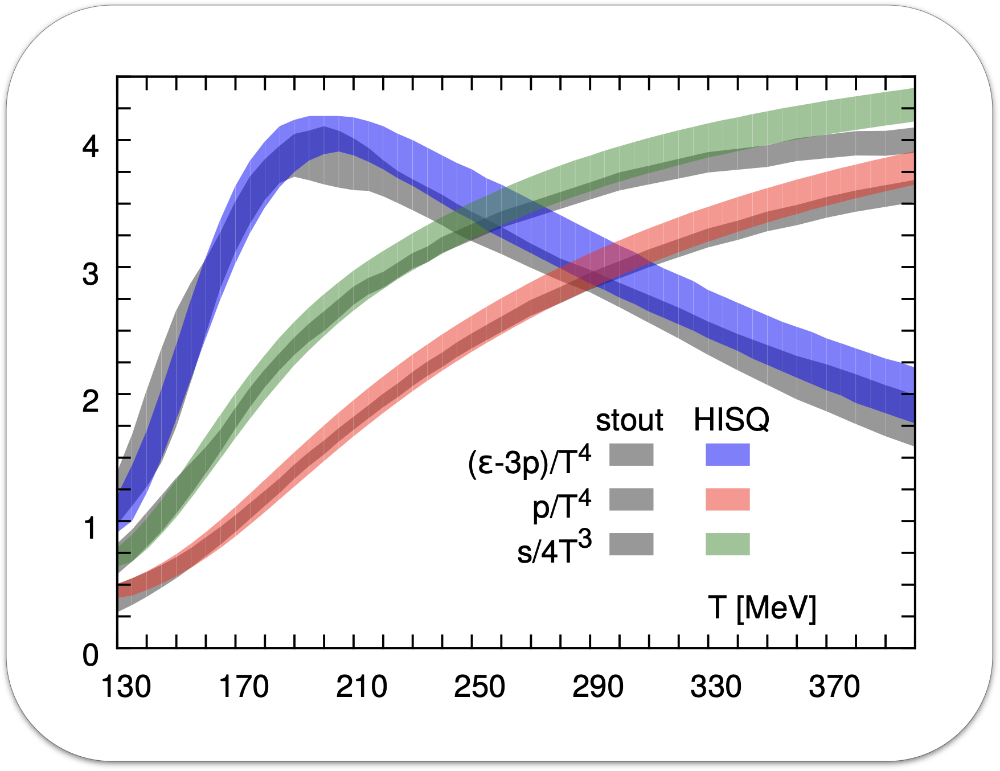 4
3
2
1
0
130 170 210 250 290 330 370
stout HISQ
(ε-3p)/T⁴
p/T⁴
s/4T³
T [MeV]